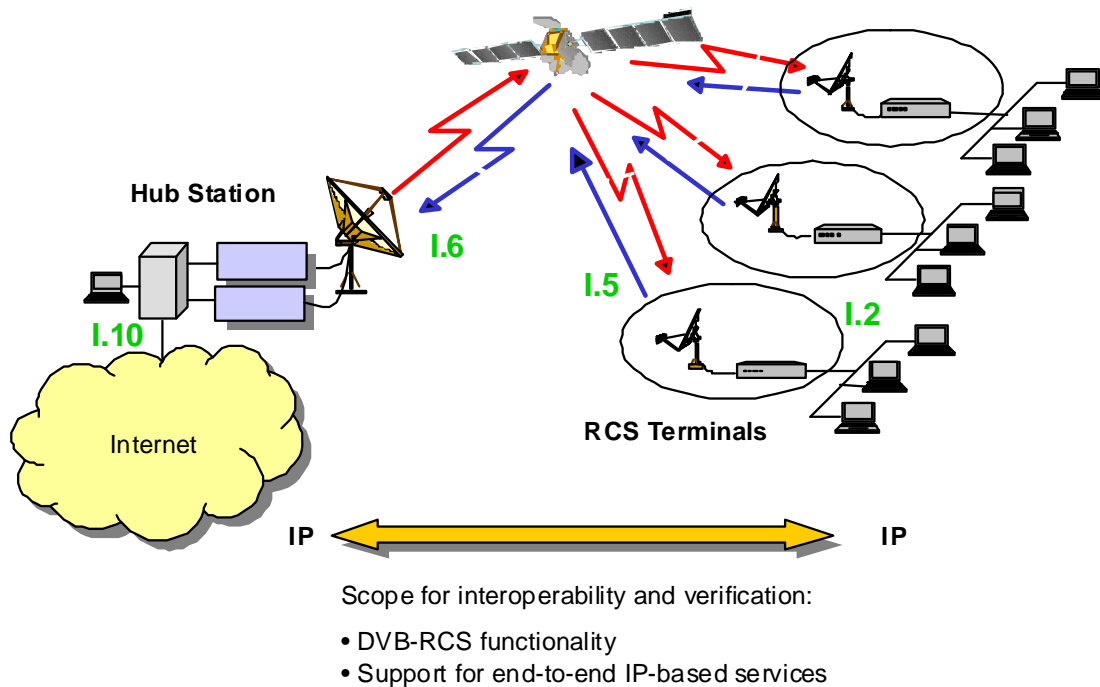 Hub Station
I.6
I.5
I.2
I.10
Internet
RCS Terminals
IP
IP
Scope for interoperability and verification:
• DVB-RCS functionality
• Support for end-to-end IP-based services